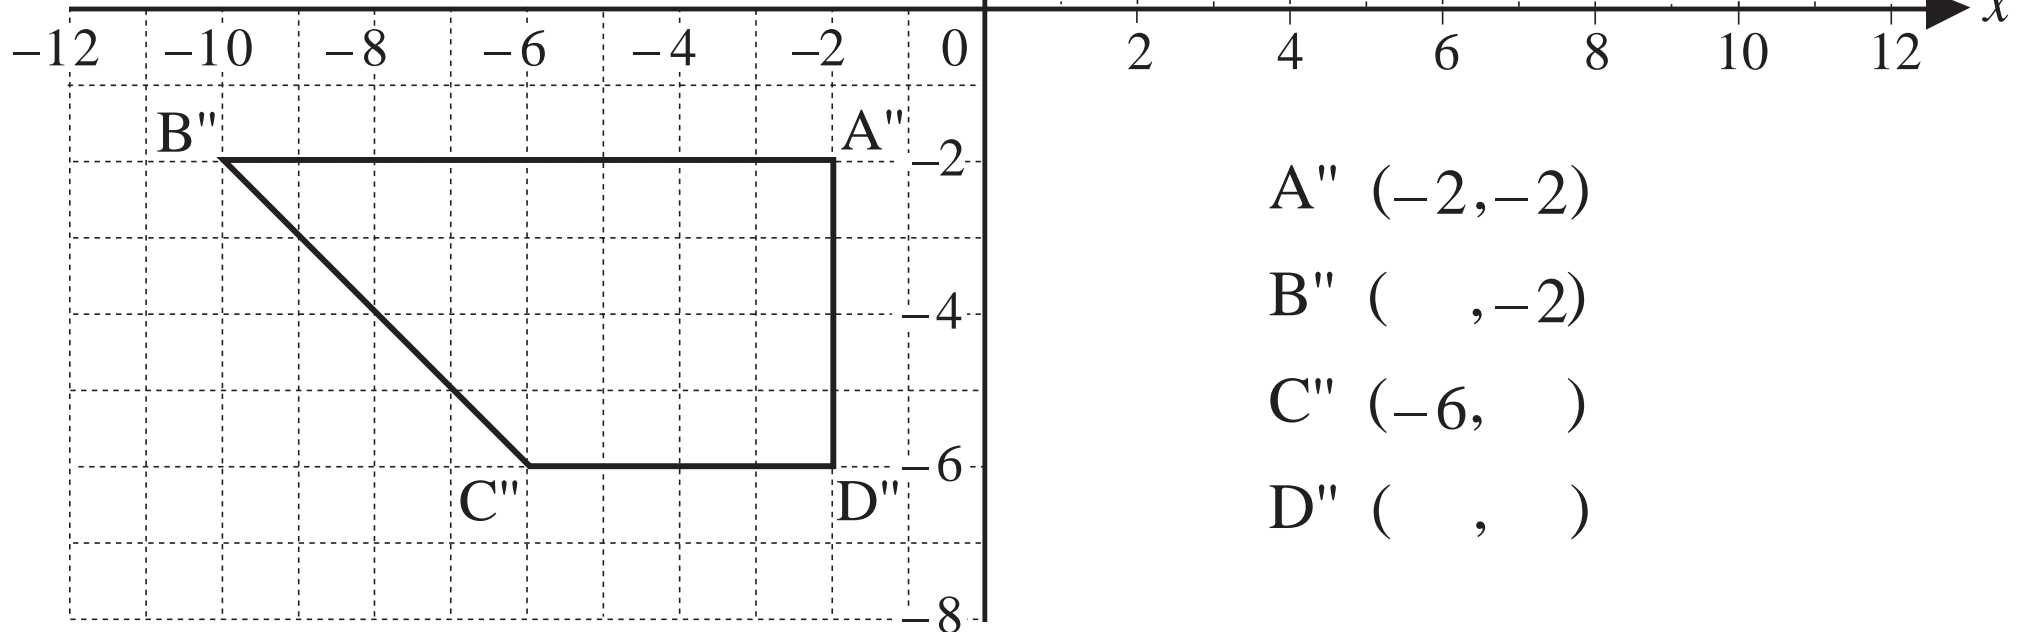 x
−12 −10 −8 −6 −4 −2 0 2 4 6 8 10 12
B" A"
−2
A" (−2,−2)
B" ( ,−2)
−4
C" (−6, )
−6
C" D"
D" ( , )
−8